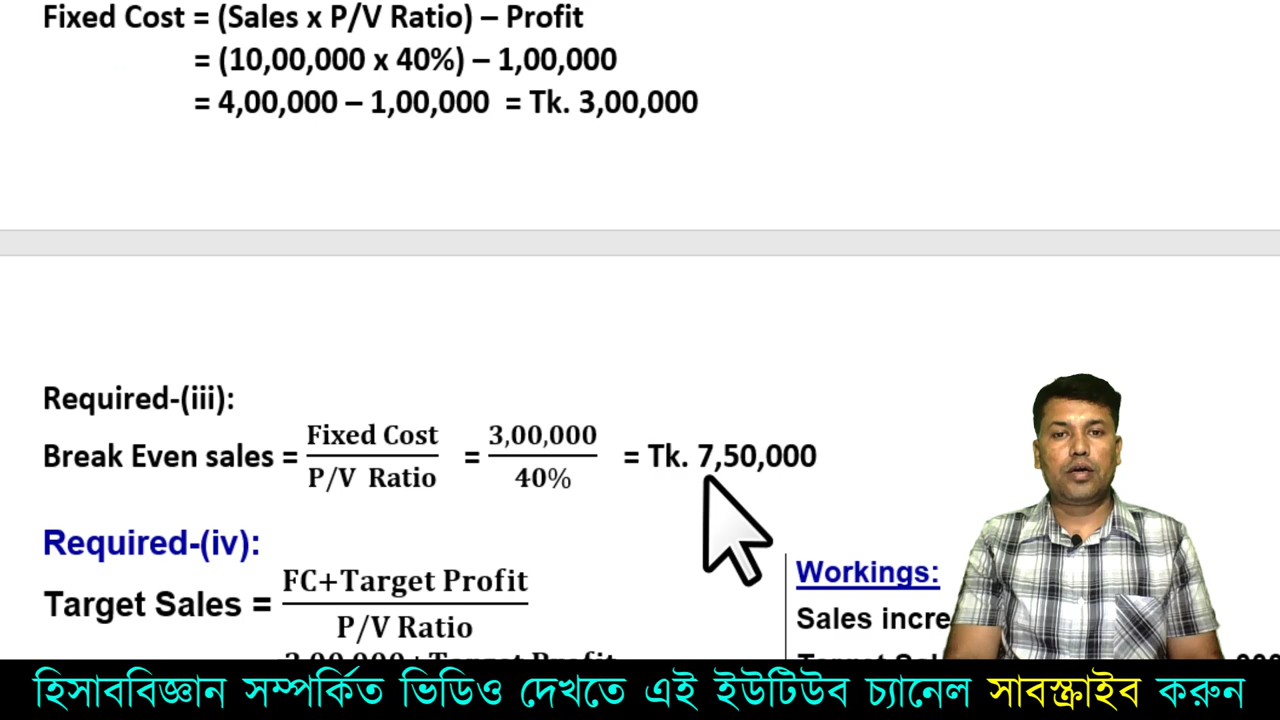 Fixed Cost = (Sales x P/V Ratio) – Profit
= (10,00,000 x 40%) – 1,00,000
= 4,00,000 – 1,00,000 = Tk. 3,00,000
Required-(iii):
Break Even sales = Fixed Cost / P/V Ratio = 3,00,000 / 40% = Tk. 7,50,000
Required-(iv):
Target Sales = FC+Target Profit / P/V Ratio
Workings:
Sales incre
হিসাববিজ্ঞান সম্পর্কিত ভিডিও দেখতে এই ইউটিউব চ্যানেল সাবস্ক্রাইব করুন